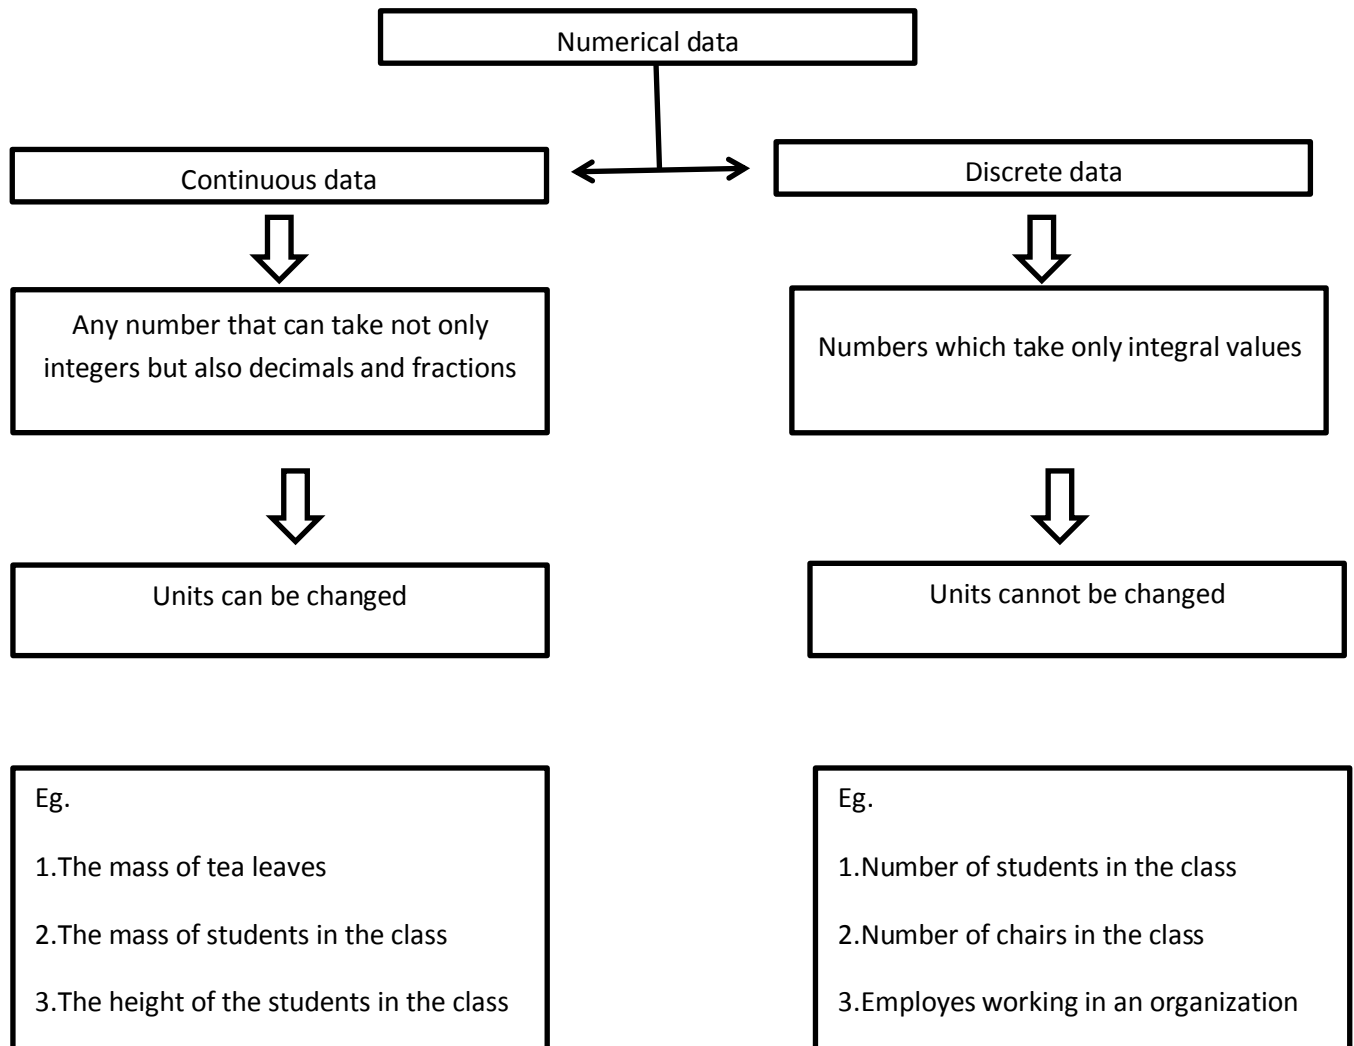 Numerical data
Continuous data
Discrete data
Any number that can take not only
integers but also decimals and fractions
Numbers which take only integral values
Units can be changed
Units cannot be changed
Eg.
1.The mass of tea leaves
2.The mass of students in the class
3.The height of the students in the class
Eg.
1.Number of students in the class
2.Number of chairs in the class
3.Employes working in an organization